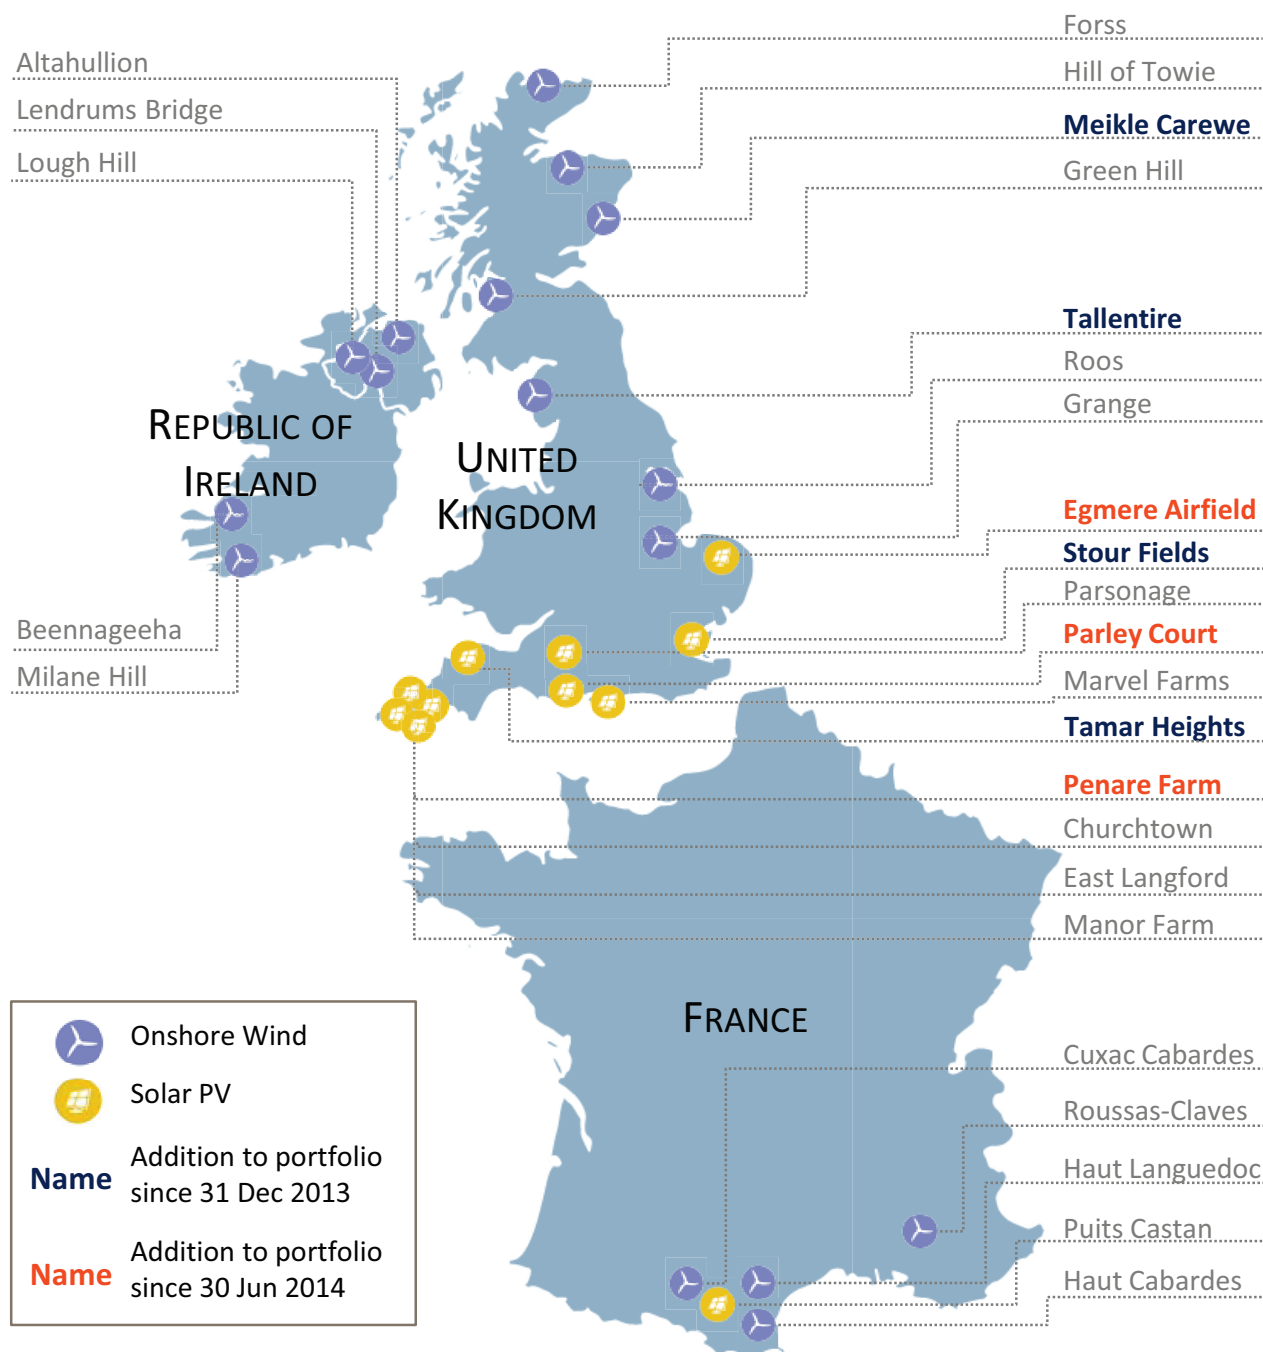 Altahullion
Lendrums Bridge
Lough Hill
Forss
Hill of Towie
Meikle Carewe
Green Hill
Tallentire
Roos
Grange
REPUBLIC OF
IRELAND
UNITED
KINGDOM
Egmere Airfield
Stour Fields
Parsonage
Parley Court
Marvel Farms
Tamar Heights
Beennageeha
Milane Hill
Penare Farm
Churchtown
East Langford
Manor Farm
FRANCE
Cuxac Cabardes
Roussas-Claves
Haut Languedoc
Puits Castan
Haut Cabardes
Onshore Wind
Solar PV
Name Addition to portfolio
since 31 Dec 2013
Name Addition to portfolio
since 30 Jun 2014